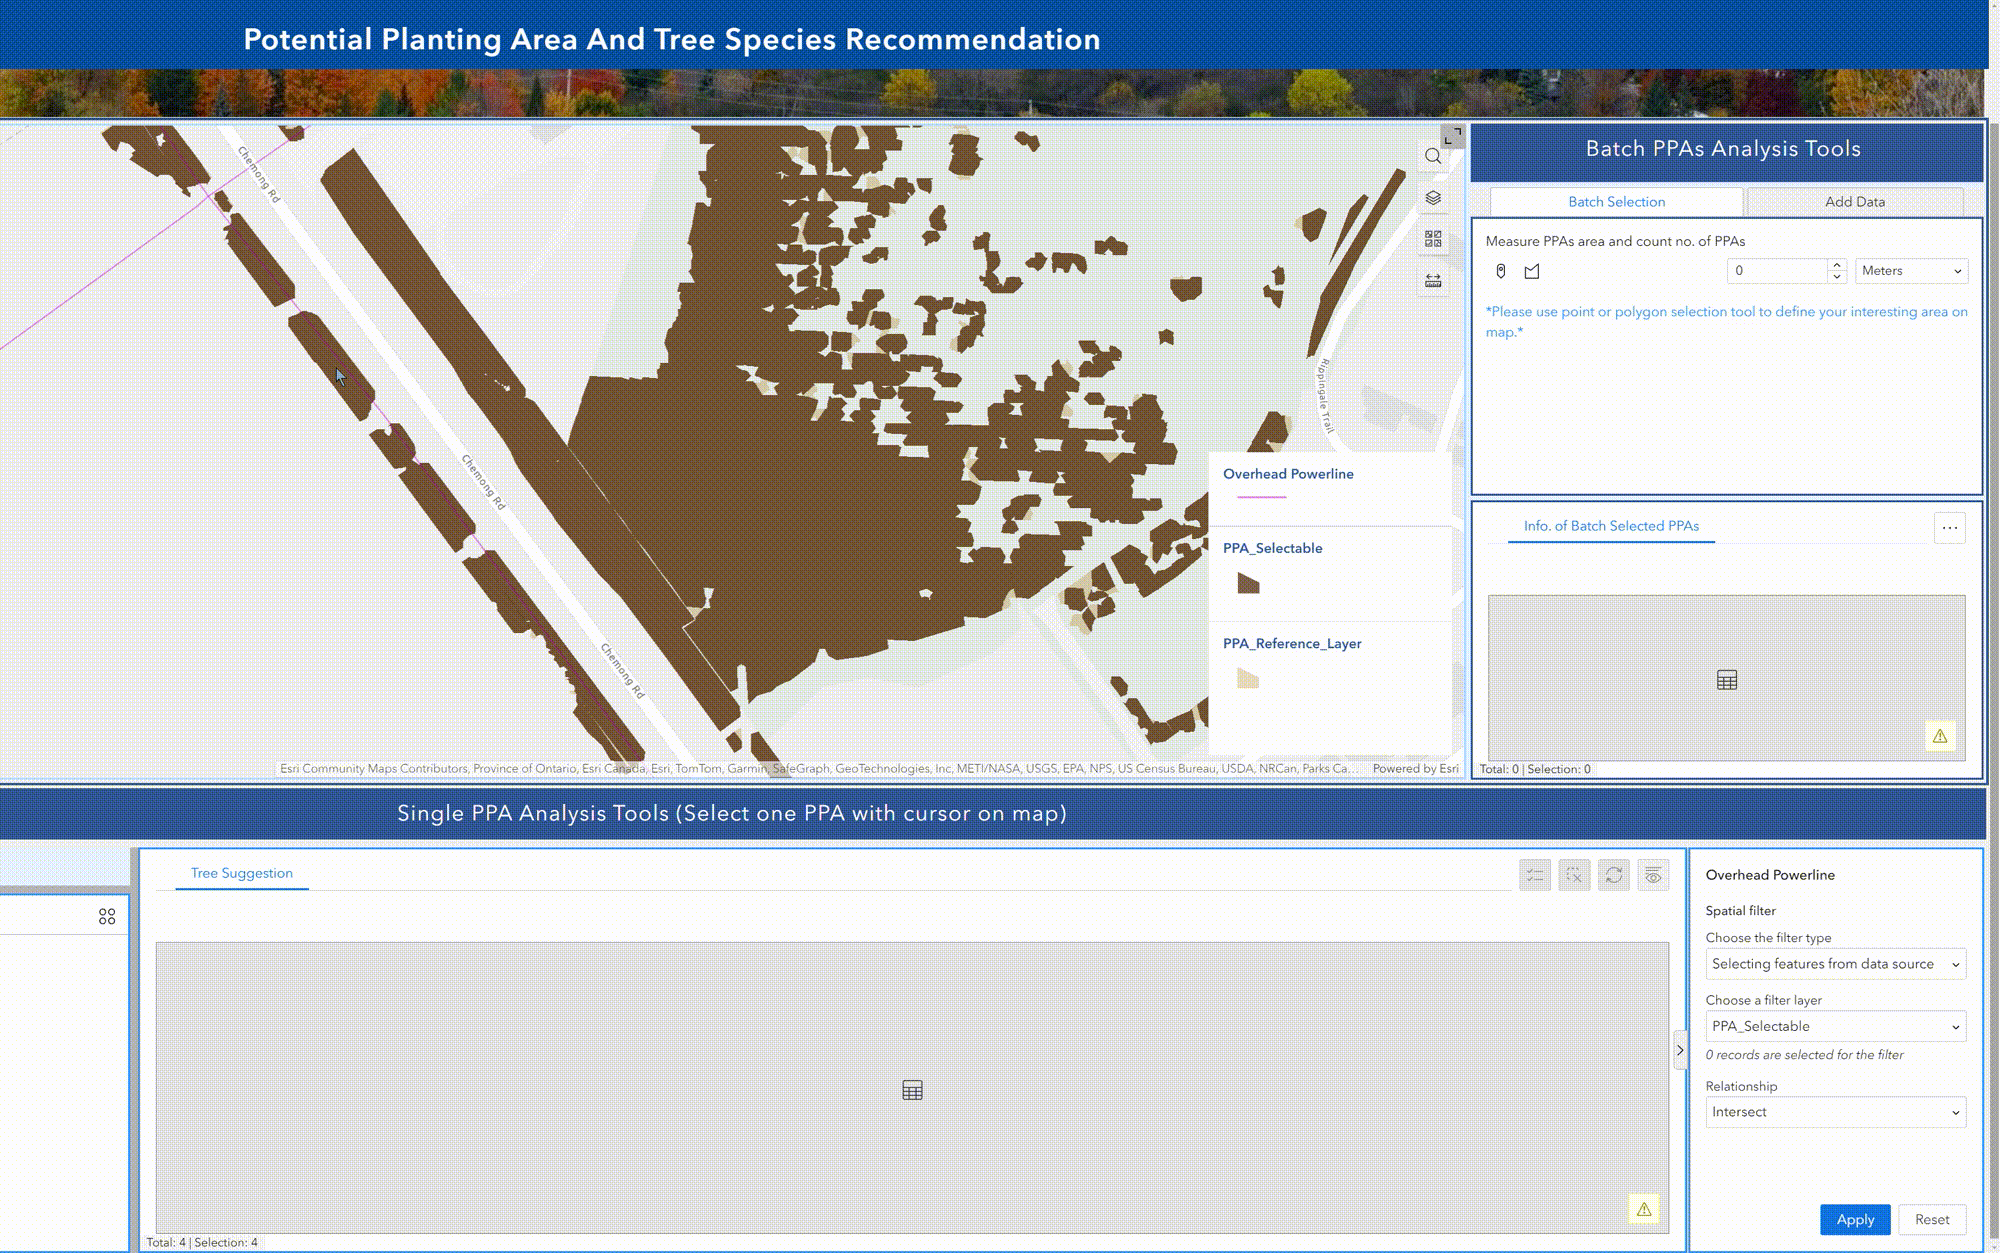 Potential Planting Area And Tree Species Recommendation
Chemong Rd
Chemong Rd
Chemong Rd
Rippingale Trail
Overhead Powerline
PPA_Selectable
PPA_Reference_Layer
Esri Community Maps Contributors, Province of Ontario, Esri Canada, Esri, TomTom, Garmin, SafeGraph, GeoTechnologies, Inc, METI/NASA, USGS, EPA, NPS, US Census Bureau, USDA, NRCan, Parks Ca... Powered by Esri
Batch PPAs Analysis Tools
Batch Selection Add Data
Measure PPAs area and count no. of PPAs
0 Meters
*Please use point or polygon selection tool to define your interesting area on
map.*
Info. of Batch Selected PPAs
Total: 0 | Selection: 0
Single PPA Analysis Tools (Select one PPA with cursor on map)
Tree Suggestion
Total: 4 | Selection: 4
Overhead Powerline
Spatial filter
Choose the filter type
Selecting features from data source
Choose a filter layer
PPA_Selectable
0 records are selected for the filter
Relationship
Intersect
Apply Reset